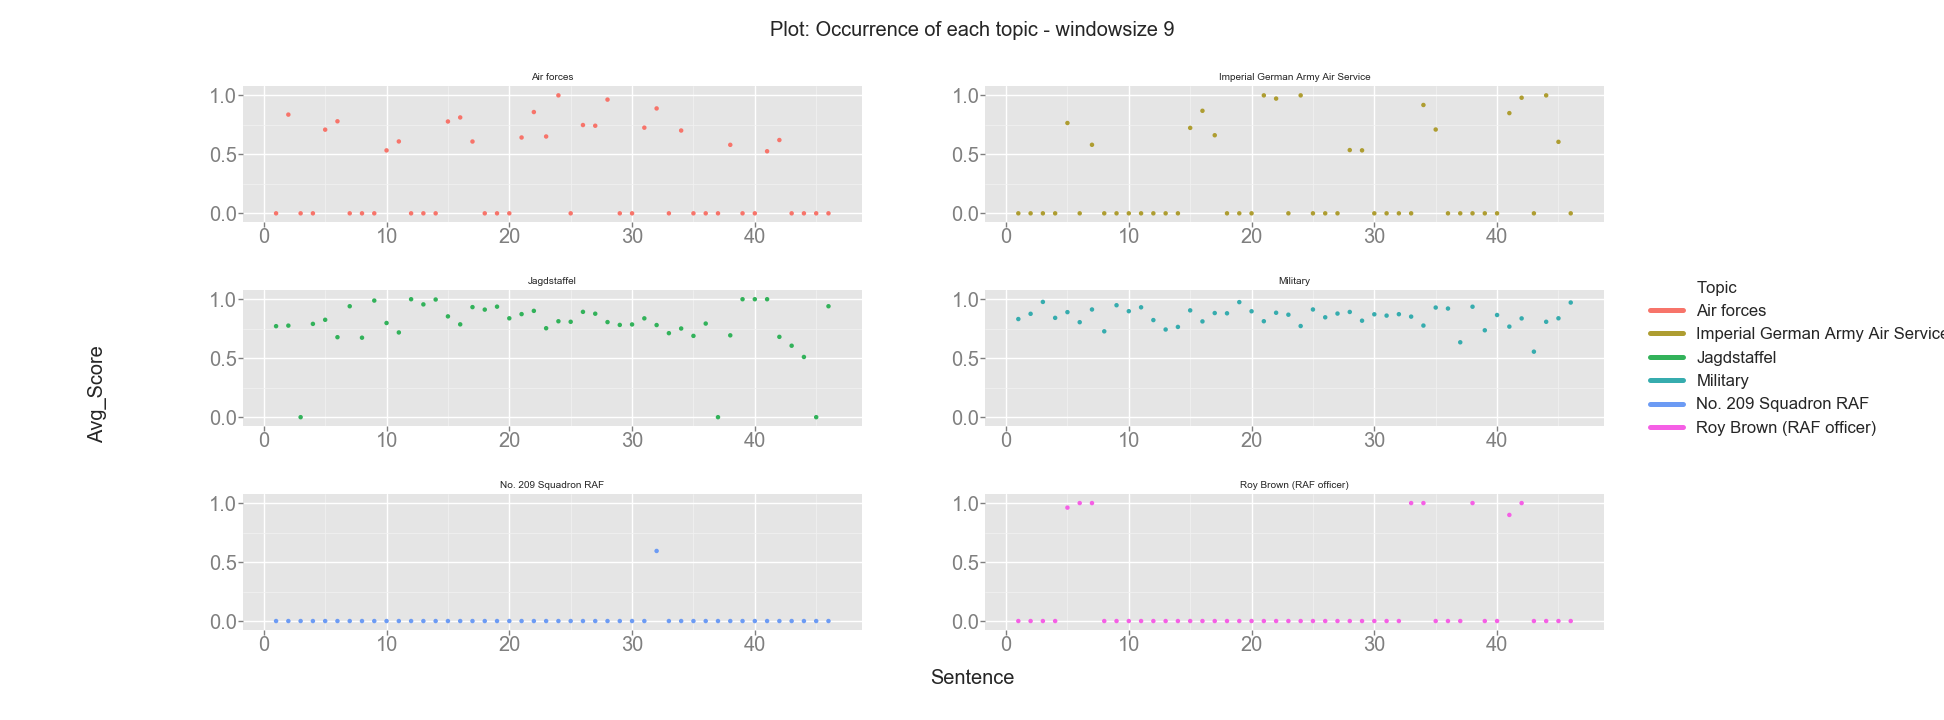 Plot: Occurrence of each topic - windowsize 9
Air forces
1.0
0.5
0.0
0 10 20 30 40
Imperial German Army Air Service
1.0
0.5
0.0
0 10 20 30 40
Jagdstaffel
1.0
0.5
0.0
0 10 20 30 40
Military
1.0
0.5
0.0
0 10 20 30 40
No. 209 Squadron RAF
1.0
0.5
0.0
0 10 20 30 40
Roy Brown (RAF officer)
1.0
0.5
0.0
0 10 20 30 40
Avg_Score
Sentence
Topic
Air forces
Imperial German Army Air Service
Jagdstaffel
Military
No. 209 Squadron RAF
Roy Brown (RAF officer)